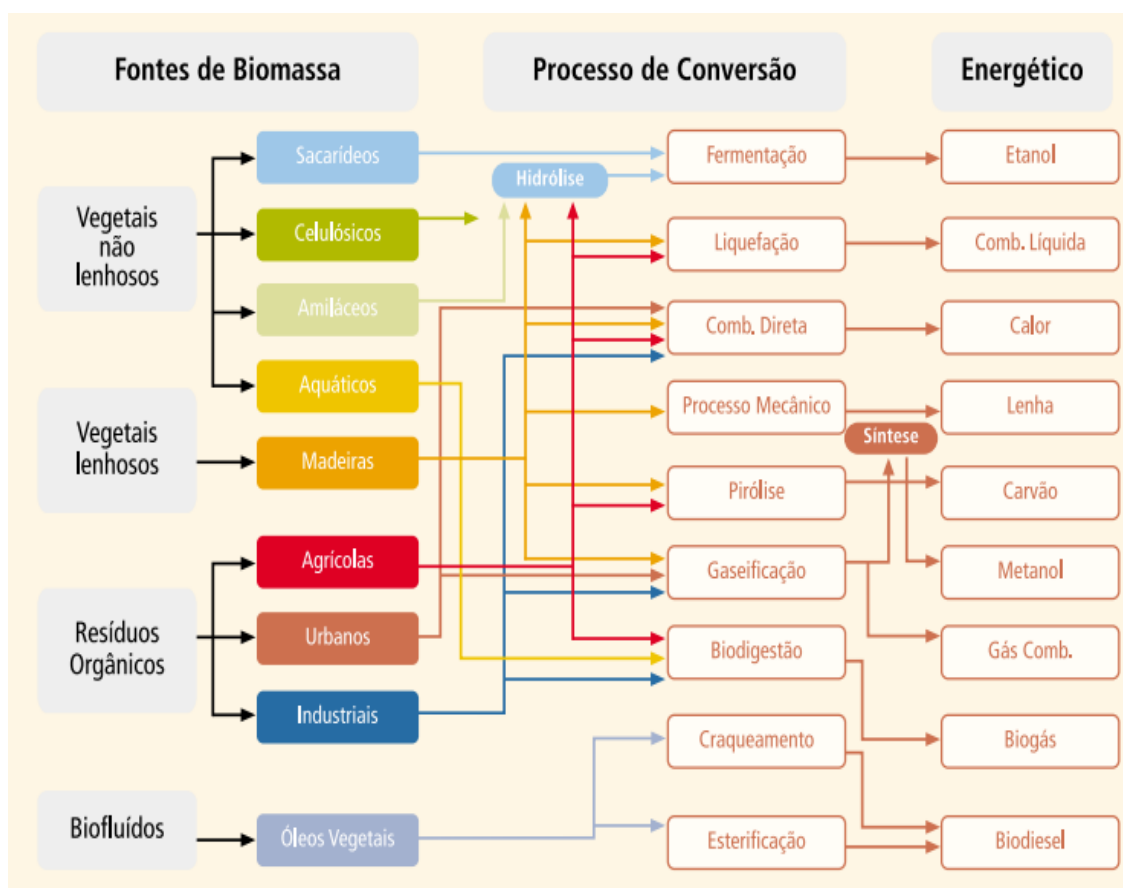 Fontes de Biomassa
Processo de Conversão
Energético
Vegetais
não
lenhosos
Vegetais
lenhosos
Resíduos
Orgânicos
Biofluídos
Sacarídeos
Celulósicos
Amiláceos
Aquáticos
Madeiras
Agrícolas
Urbanos
Industriais
Óleos Vegetais
Hidrólise
Fermentação
Liquefação
Comb. Direta
Processo Mecânico
Pirólise
Gaseificação
Biodigestão
Craqueamento
Esterificação
Síntese
Etanol
Comb. Líquida
Calor
Lenha
Carvão
Metanol
Gás Comb.
Biogás
Biodiesel